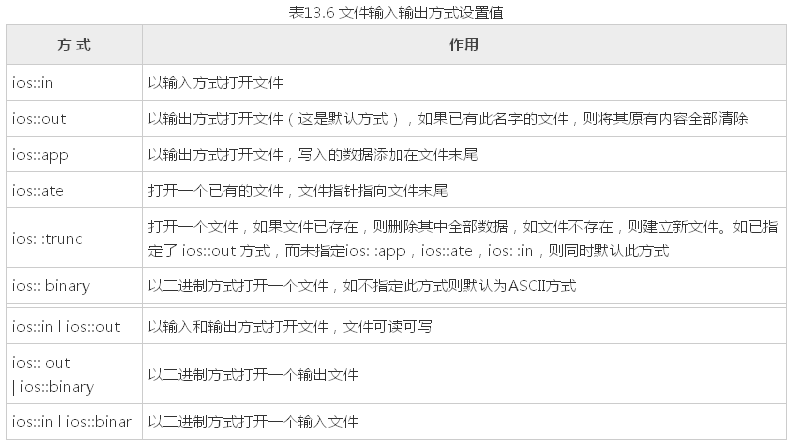 表13.6 文件输入输出方式设置值
方 式 作用
ios::in 以输入方式打开文件
ios::out 以输出方式打开文件（这是默认方式），如果已有此名字的文件，则将其原有内容全部清除
ios::app 以输出方式打开文件，写入的数据添加在文件末尾
ios::ate 打开一个已有的文件，文件指针指向文件末尾
ios: :trunc 打开一个文件，如果文件已存在，则删除其中全部数据，如文件不存在，则建立新文件。如已指
定了 ios::out 方式，而未指定ios: :app，ios::ate，ios: :in，则同时默认此方式
ios:: binary 以二进制方式打开一个文件，如不指定此方式则默认为ASCII方式
ios::in l ios::out 以输入和输出方式打开文件，文件可读可写
ios:: out
| ios::binary 以二进制方式打开一个输出文件
ios::in l ios::binar 以二进制方式打开一个输入文件